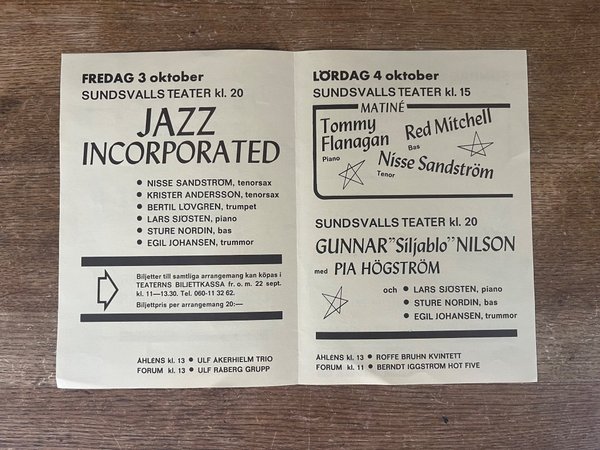 FREDAG 3 oktober
SUNDSVALLS TEATER kl. 20
JAZZ
INCORPORATED
● NISSE SANDSTRÖM, tenorsax
● KRISTER ANDERSSON, tenorsax
● BERTIL LÖVGREN, trumpet
● LARS SJÖSTEN, piano
● STURE NORDIN, bas
● EGIL JOHANSEN, trummor
Biljetter till samtliga arrangemang kan köpas i
TEATERNS BILJETTKASSA fr. o. m. 22 sept.
kl. 11—13.30. Tel. 060-11 32 62.
Biljettpris per arrangemang 20:—
ÅHLENS kl. 13 ● ULF ÅKERHIELM TRIO
FORUM kl. 13 ● ULF RÅBERG GRUPP
LÖRDAG 4 oktober
SUNDSVALLS TEATER kl. 15
MATINÉ
Tommy
Flanagan
Piano
Red Mitchell
Bas
Nisse Sandström
Tenor
SUNDSVALLS TEATER kl. 20
GUNNAR "Siljablo" NILSON
med PIA HÖGSTRÖM
och ● LARS SJÖSTEN, piano
● STURE NORDIN, bas
● EGIL JOHANSEN, trummor
ÅHLENS kl. 13 ● ROFFE BRUHN KVINTETT
FORUM kl. 11 ● BERNDT IGGSTRÖM HOT FIVE